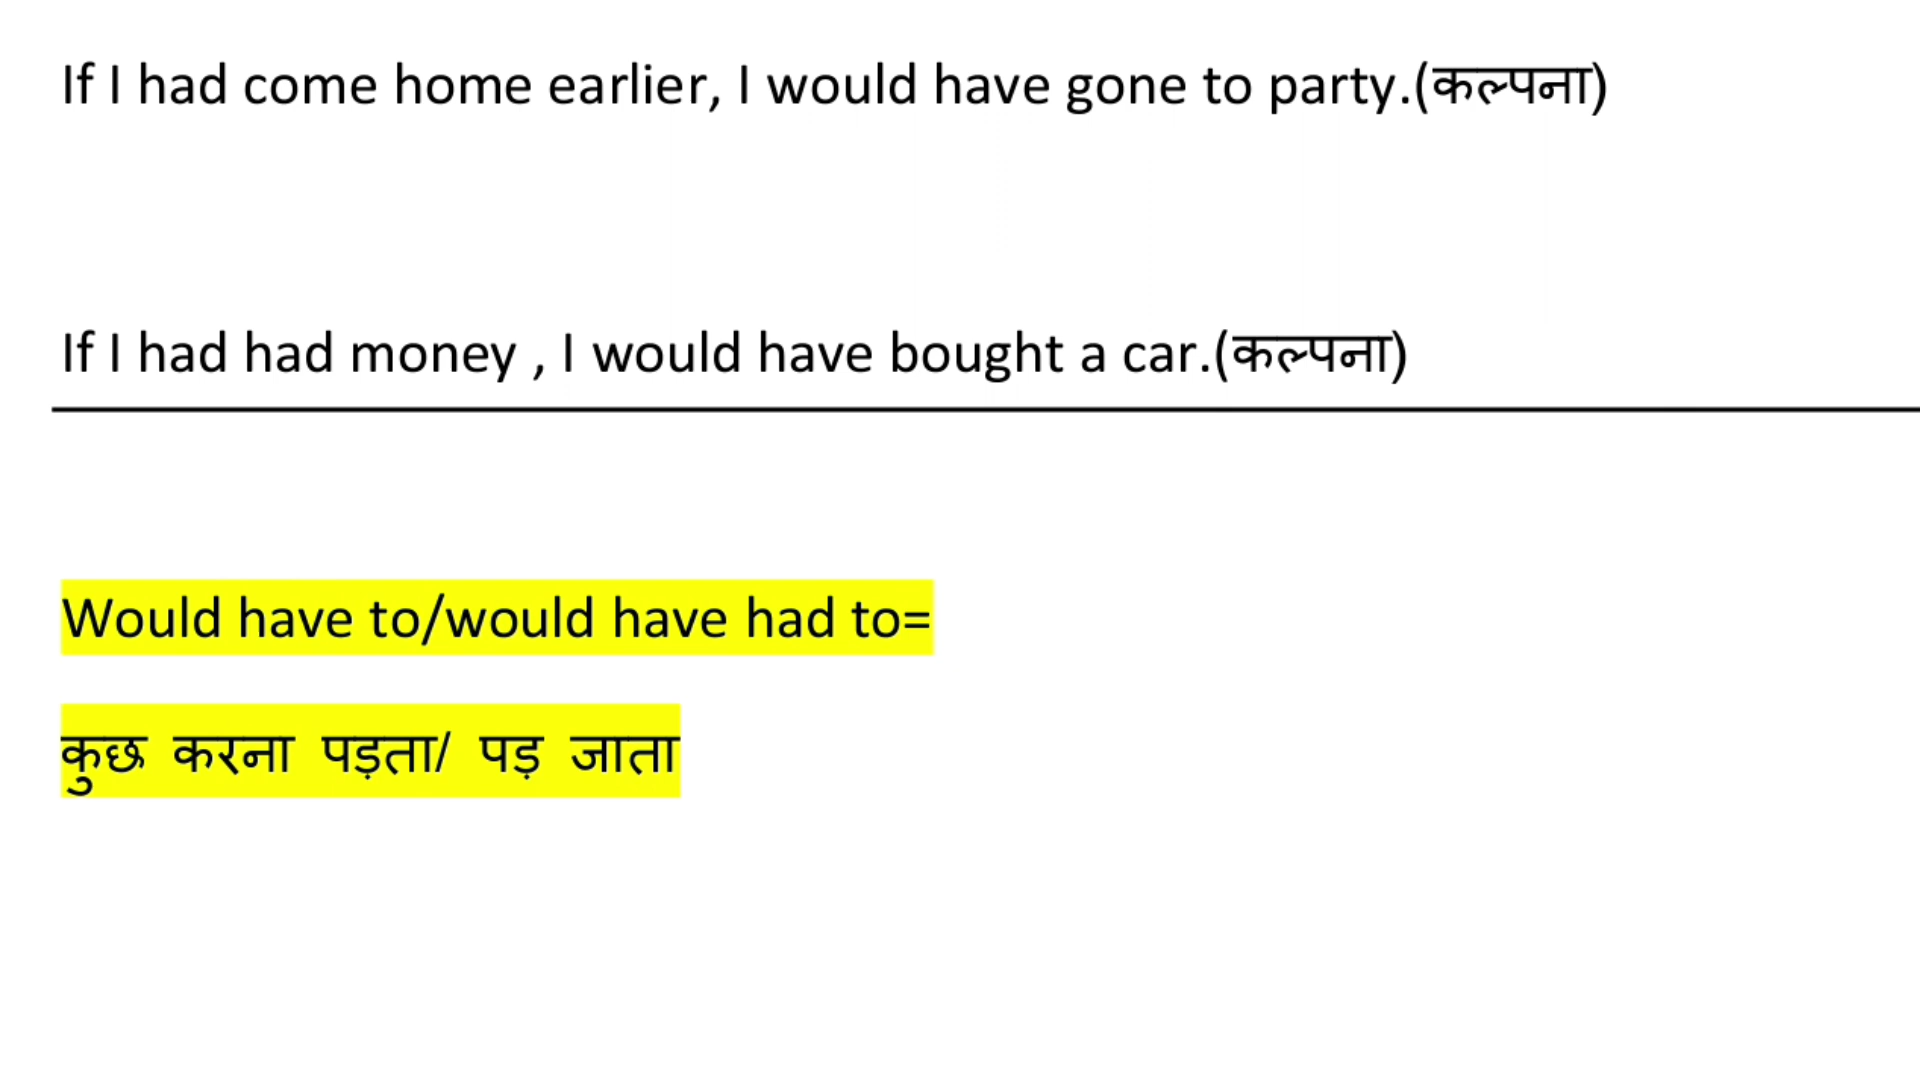 If I had come home earlier, I would have gone to party.(कल्पना)
If I had had money , I would have bought a car.(कल्पना)
Would have to/would have had to=
कुछ करना पड़ता/ पड़ जाता